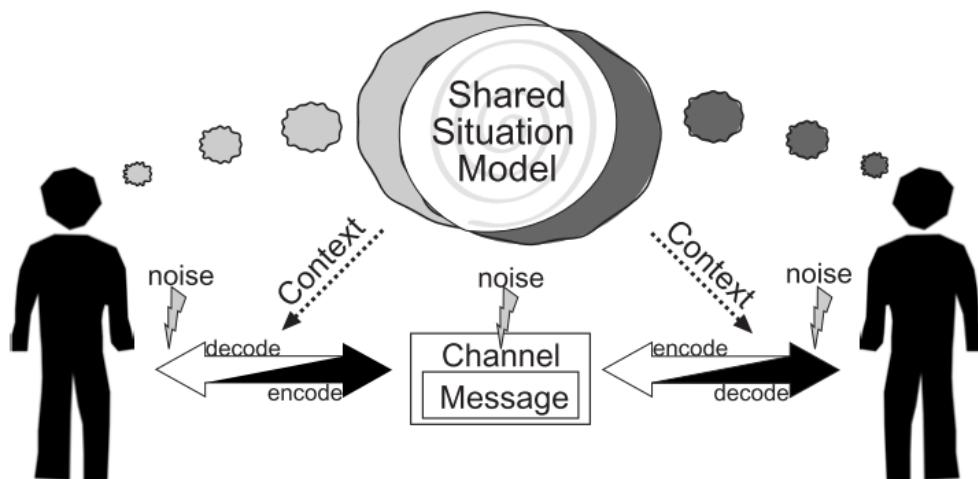 Shared
Situation
Model
Context
Context
noise
noise
noise
decode
encode
Channel
Message
encode
decode